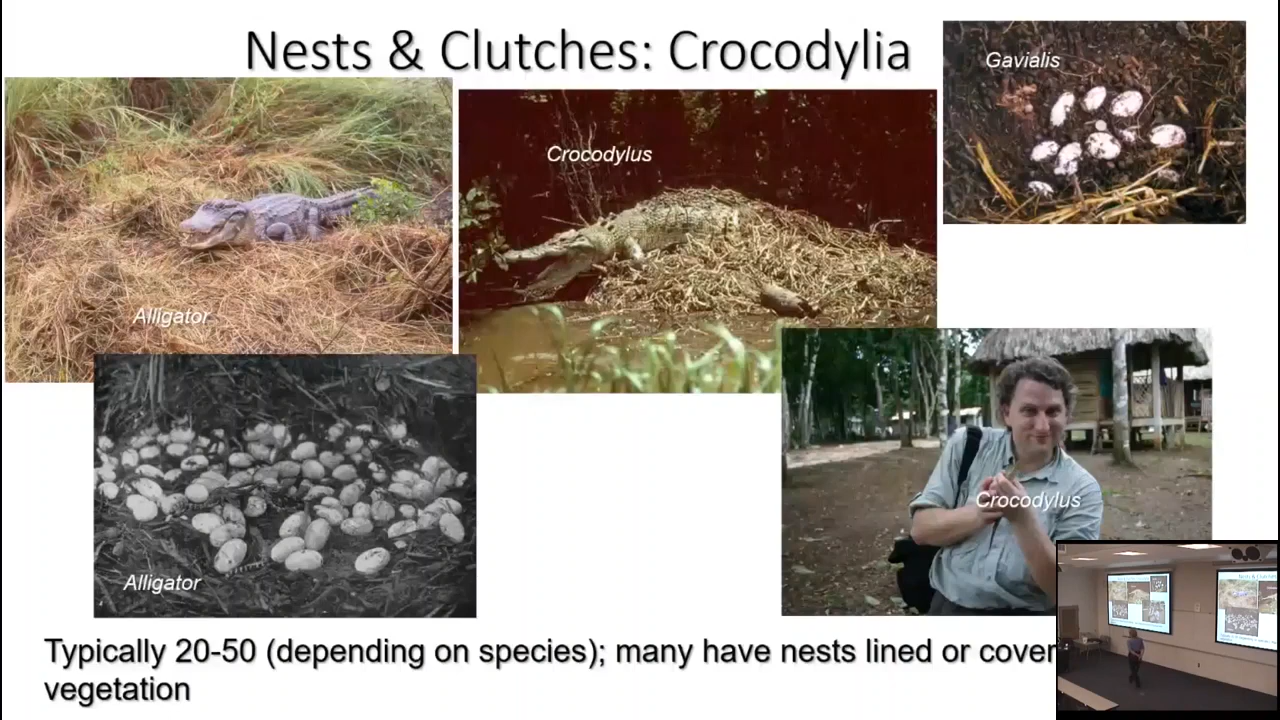 Nests & Clutches: Crocodylia
Gavialis
Crocodylus
Alligator
Crocodylus
Alligator
Typically 20-50 (depending on species); many have nests lined or cover
vegetation